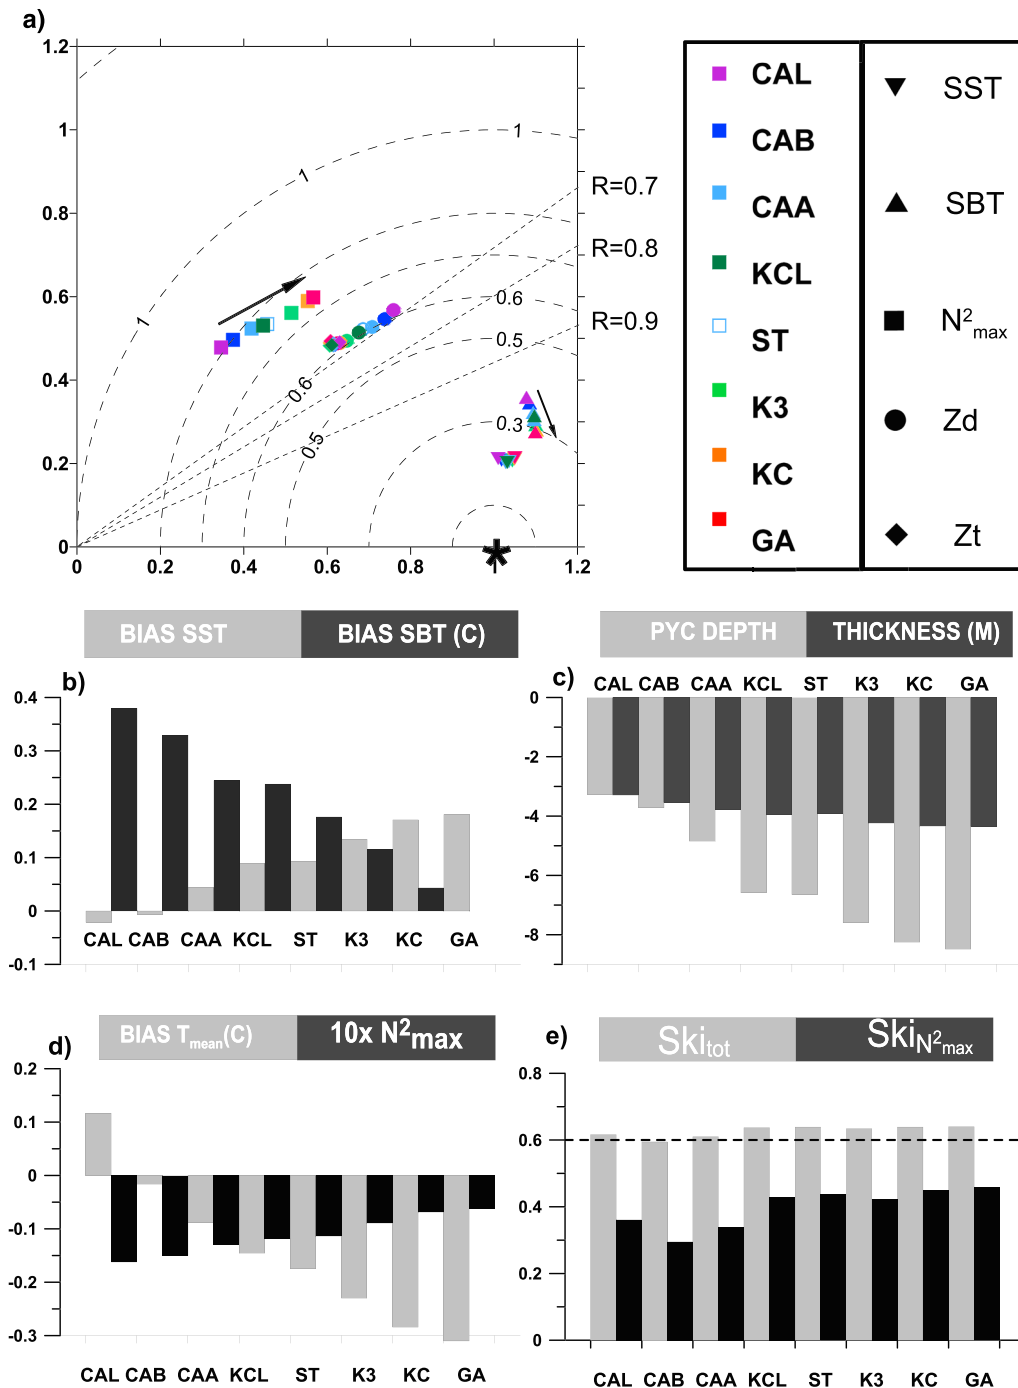 a)
1.2
1
0.8
0.6
0.4
0.2
0
0 0.2 0.4 0.6 0.8 1 1.2
1
1
1
R=0.7
R=0.8
R=0.9
0.6
0.5
0.3
0.6
0.5
CAL
CAB
CAA
KCL
ST
K3
KC
GA
SST
SBT
N²max
Zd
Zt
BIAS SST BIAS SBT (C)
b)
0.4
0.3
0.2
0.1
0
-0.1
CAL CAB CAA KCL ST K3 KC GA
PYC DEPTH THICKNESS (M)
c)
CAL CAB CAA KCL ST K3 KC GA
0
-2
-4
-6
-8
BIAS Tmean(C) 10x N²max
d)
0.2
0.1
0
-0.1
-0.2
-0.3
CAL CAB CAA KCL ST K3 KC GA
Skitot SkiN²max
e)
0.8
0.6
0.4
0.2
0
CAL CAB CAA KCL ST K3 KC GA